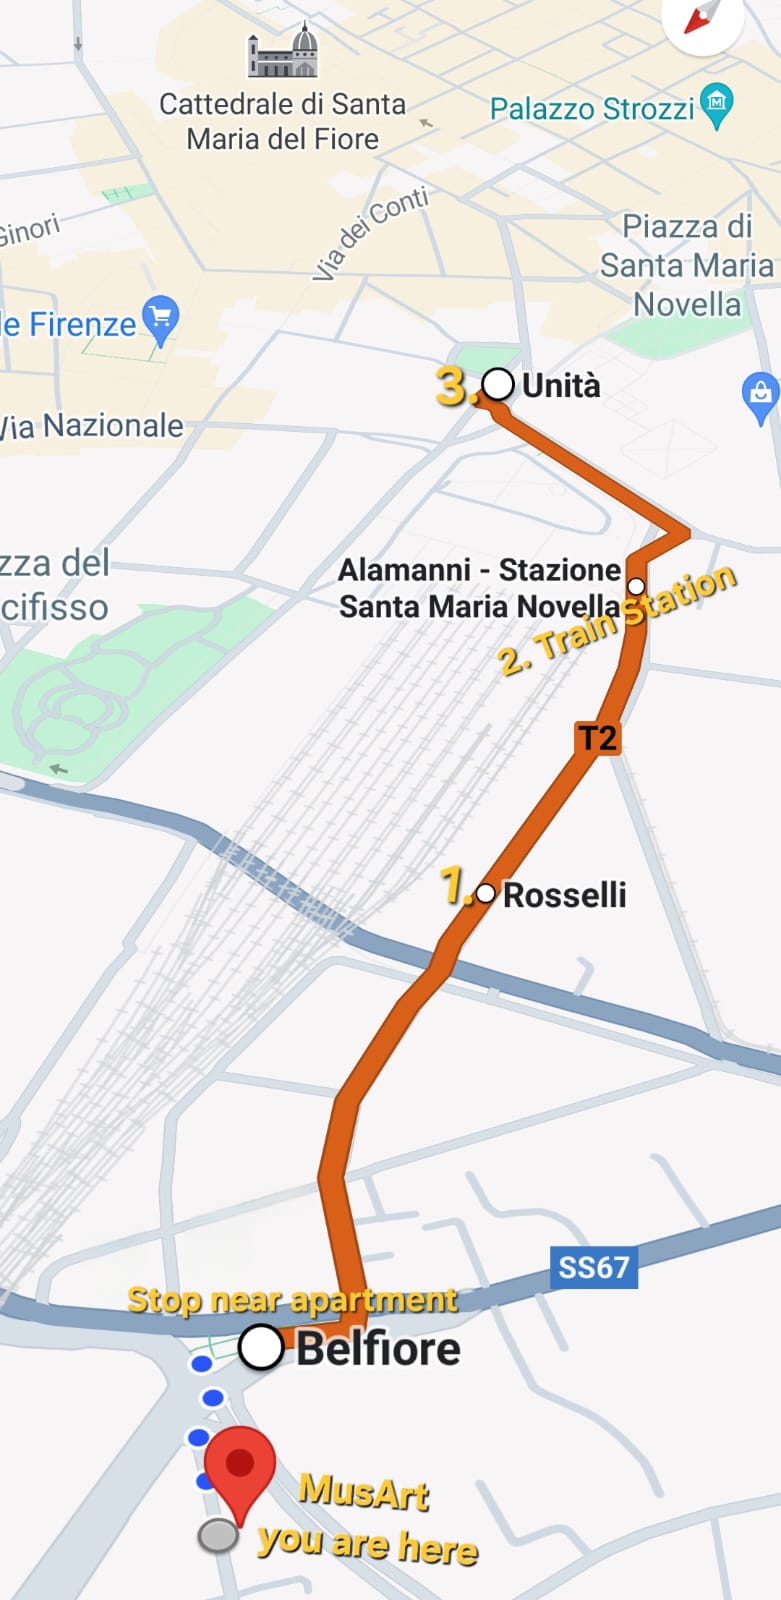 Cattedrale di Santa
Maria del Fiore
Palazzo Strozzi
M
Ginori
Via dei Conti
Piazza di
Santa Maria
Novella
le Firenze
3.
Unità
Via Nazionale
zza del
cifisso
Alamanni - Stazione
Santa Maria Novella
2. Train Station
T2
1.
Rosselli
SS67
Stop near apartment
Belfiore
MusArt
you are here